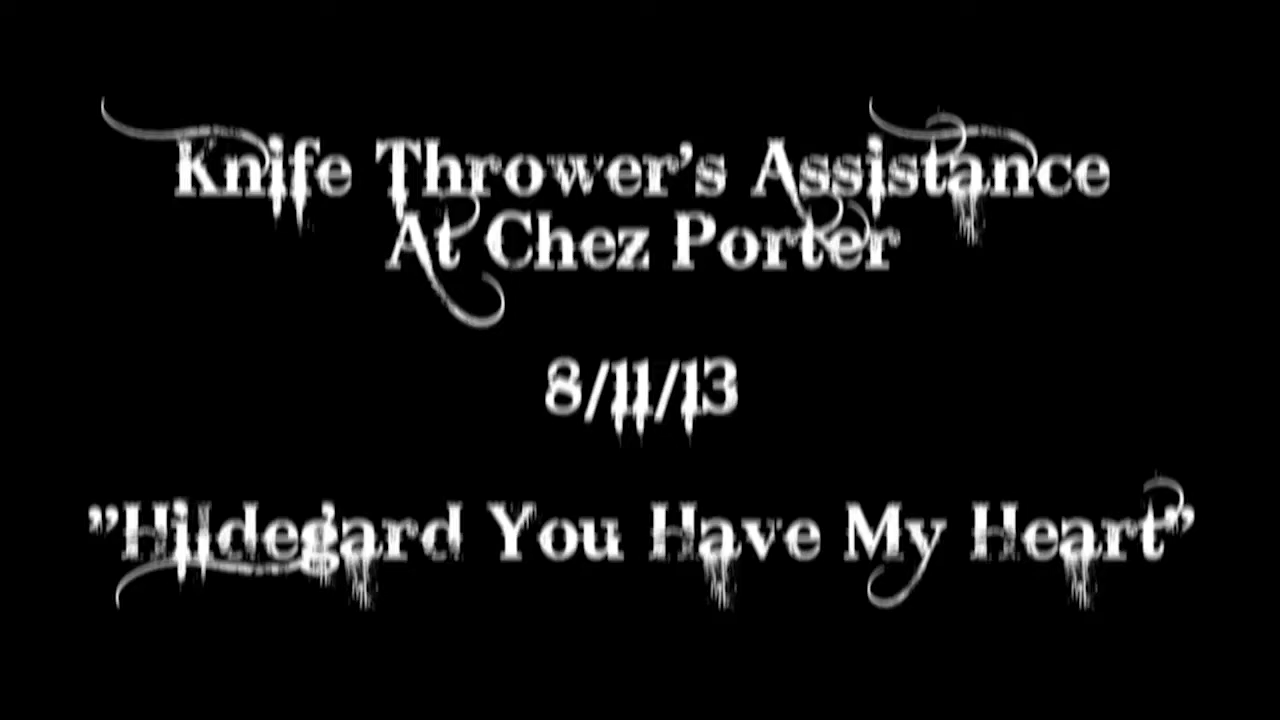 Knife Thrower's Assistance
At Chez Porter
8/11/13
"Hildegard You Have My Heart"